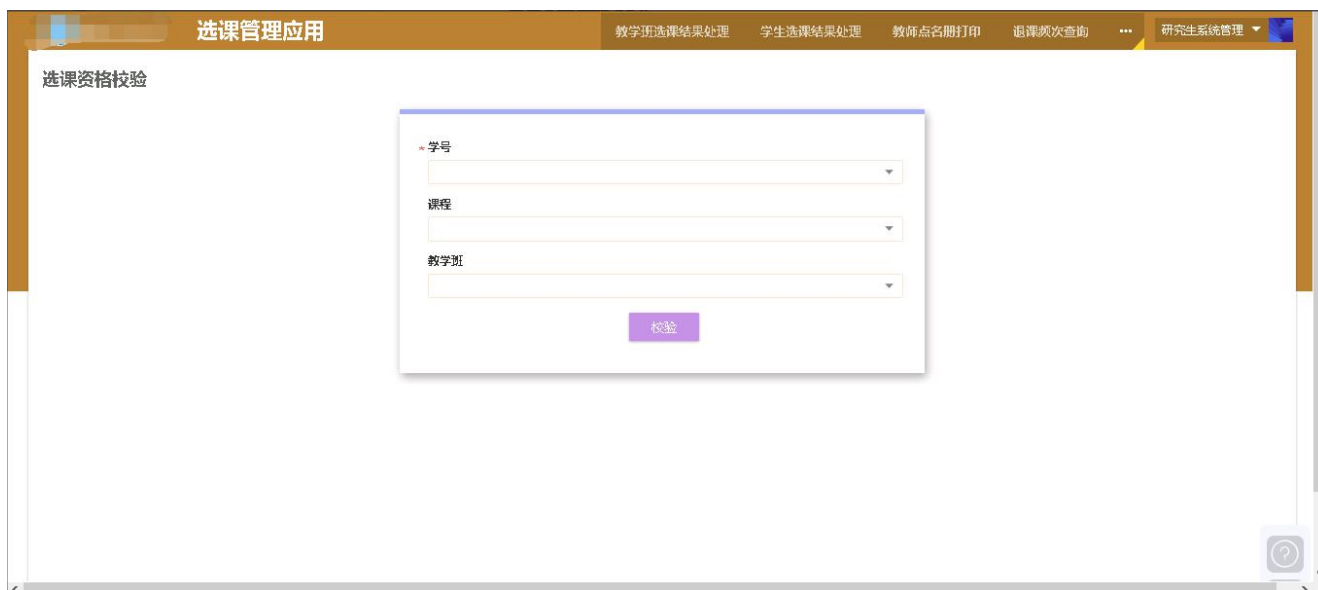 选课管理应用 教学班选课结果处理 学生选课结果处理 教师点名册打印 退课频次查询 ••• 研究生系统管理
选课资格校验
* 学号
课程
教学班
校验
?